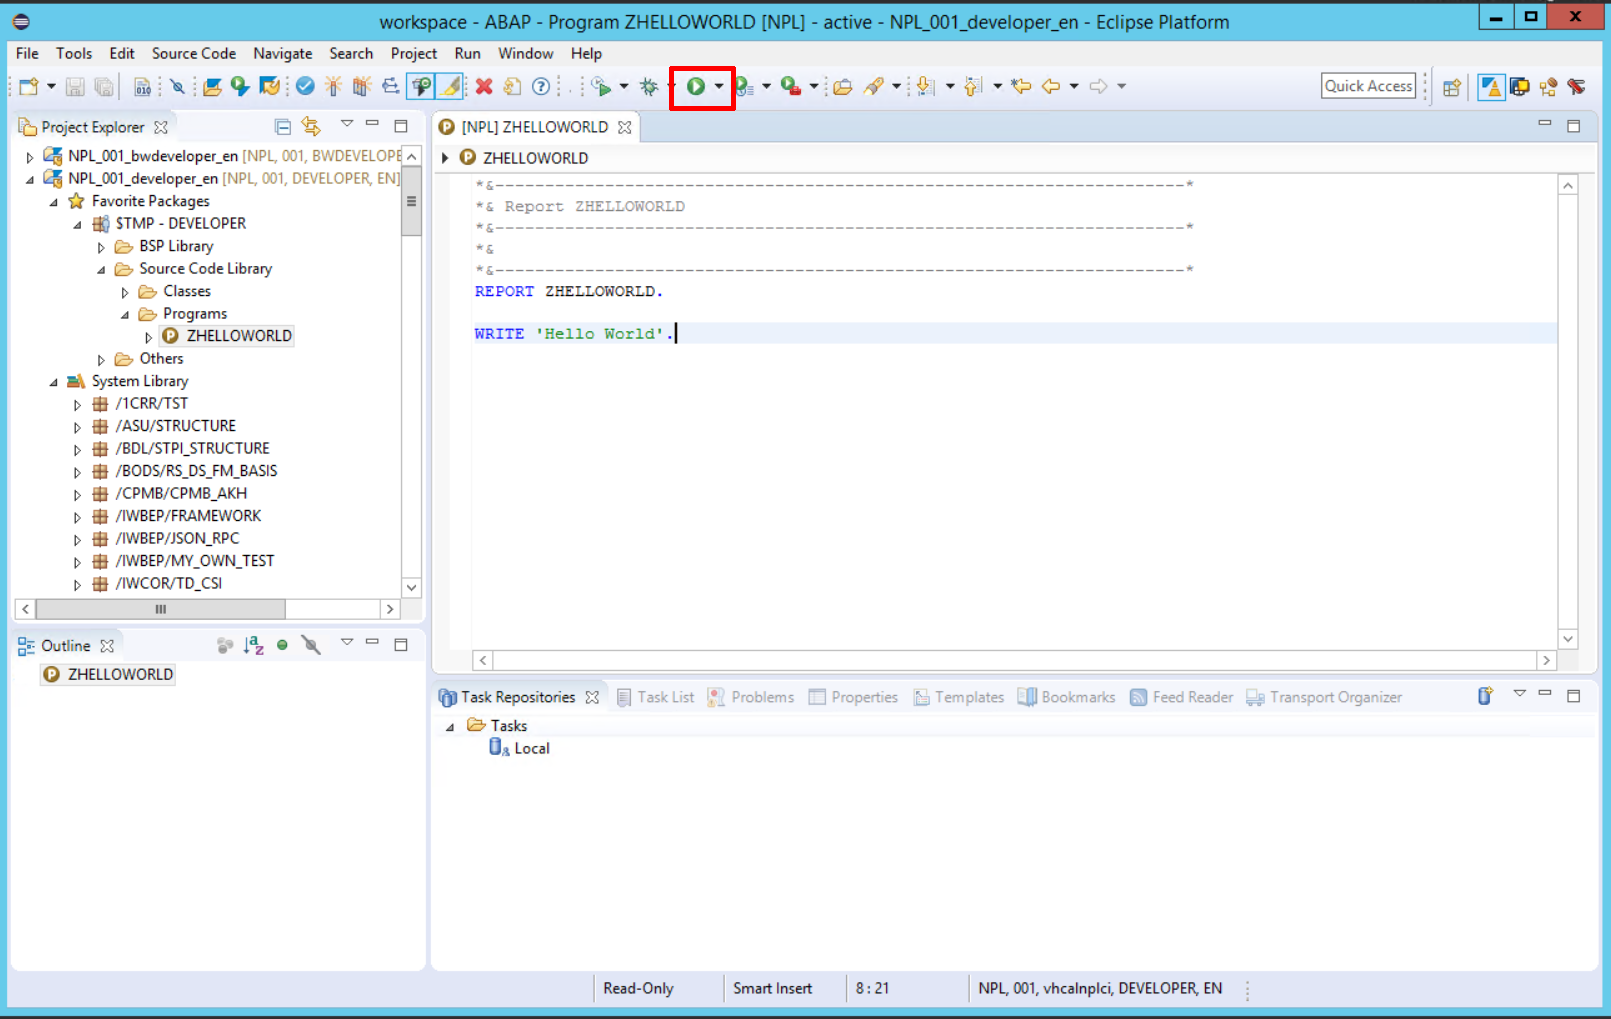 workspace - ABAP - Program ZHELLOWORLD [NPL] - active - NPL_001_developer_en - Eclipse Platform
File Tools Edit Source Code Navigate Search Project Run Window Help
010
Quick Access
Project Explorer
[NPL] ZHELLOWORLD
NPL_001_bwdeveloper_en [NPL, 001, BWDEVELOPE
NPL_001_developer_en [NPL, 001, DEVELOPER, EN]
Favorite Packages
$TMP - DEVELOPER
BSP Library
Source Code Library
Classes
Programs
ZHELLOWORLD
Others
System Library
/1CRR/TST
/ASU/STRUCTURE
/BDL/STPI_STRUCTURE
/BODS/RS_DS_FM_BASIS
/CPMB/CPMB_AKH
/IWBEP/FRAMEWORK
/IWBEP/JSON_RPC
/IWBEP/MY_OWN_TEST
/IWCOR/TD_CSI
ZHELLOWORLD
*&---------------------------------------------------------------------*
*& Report ZHELLOWORLD
*&---------------------------------------------------------------------*
*&
*&---------------------------------------------------------------------*
REPORT ZHELLOWORLD.
WRITE 'Hello World'.
Outline
ZHELLOWORLD
Task Repositories Task List Problems Properties Templates Bookmarks Feed Reader Transport Organizer
Tasks
Local
Read-Only Smart Insert 8 : 21 NPL, 001, vhcalnplci, DEVELOPER, EN